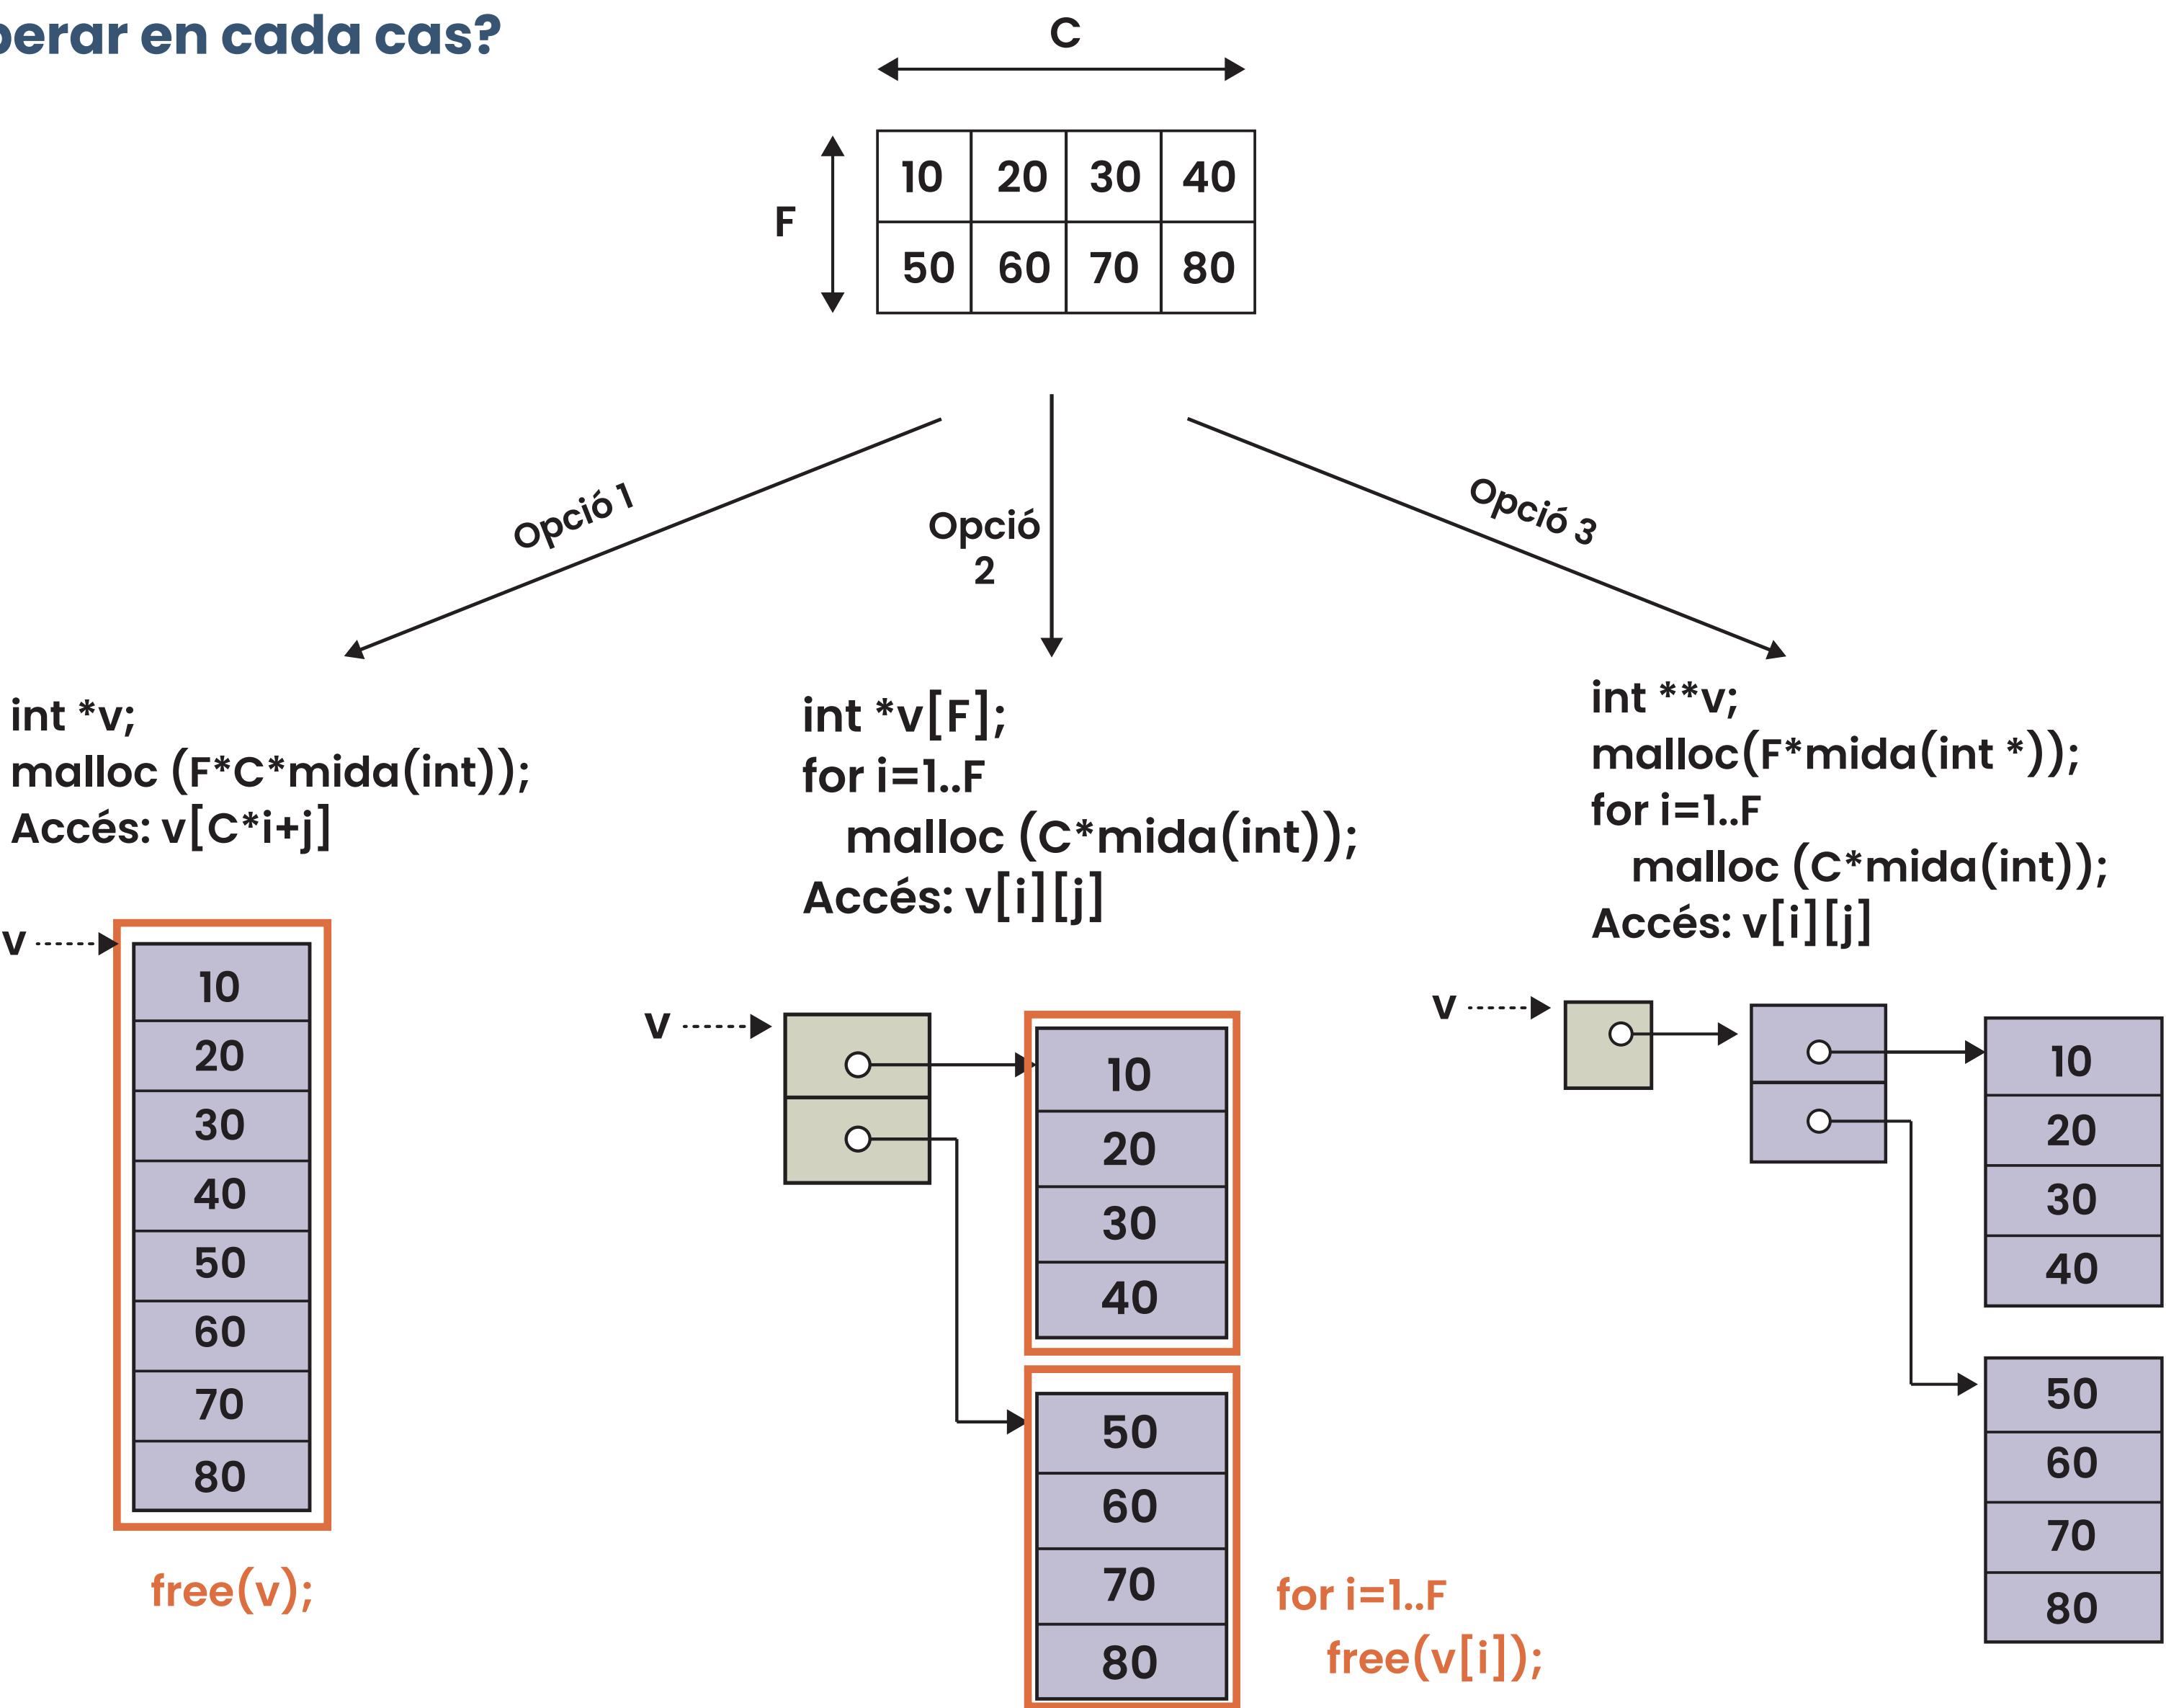 erar en cada cas?
C
F
10 20 30 40
50 60 70 80
Opció 1
Opció
2
Opció 3
int *v;
malloc (F*C*mida(int));
Accés: v[C*i+j]
v
10
20
30
40
50
60
70
80
free(v);
int *v[F];
for i=1..F
malloc (C*mida(int));
Accés: v[i][j]
v
10
20
30
40
50
60
70
80
for i=1..F
free(v[i]);
int **v;
malloc(F*mida(int *));
for i=1..F
malloc (C*mida(int));
Accés: v[i][j]
v
10
20
30
40
50
60
70
80